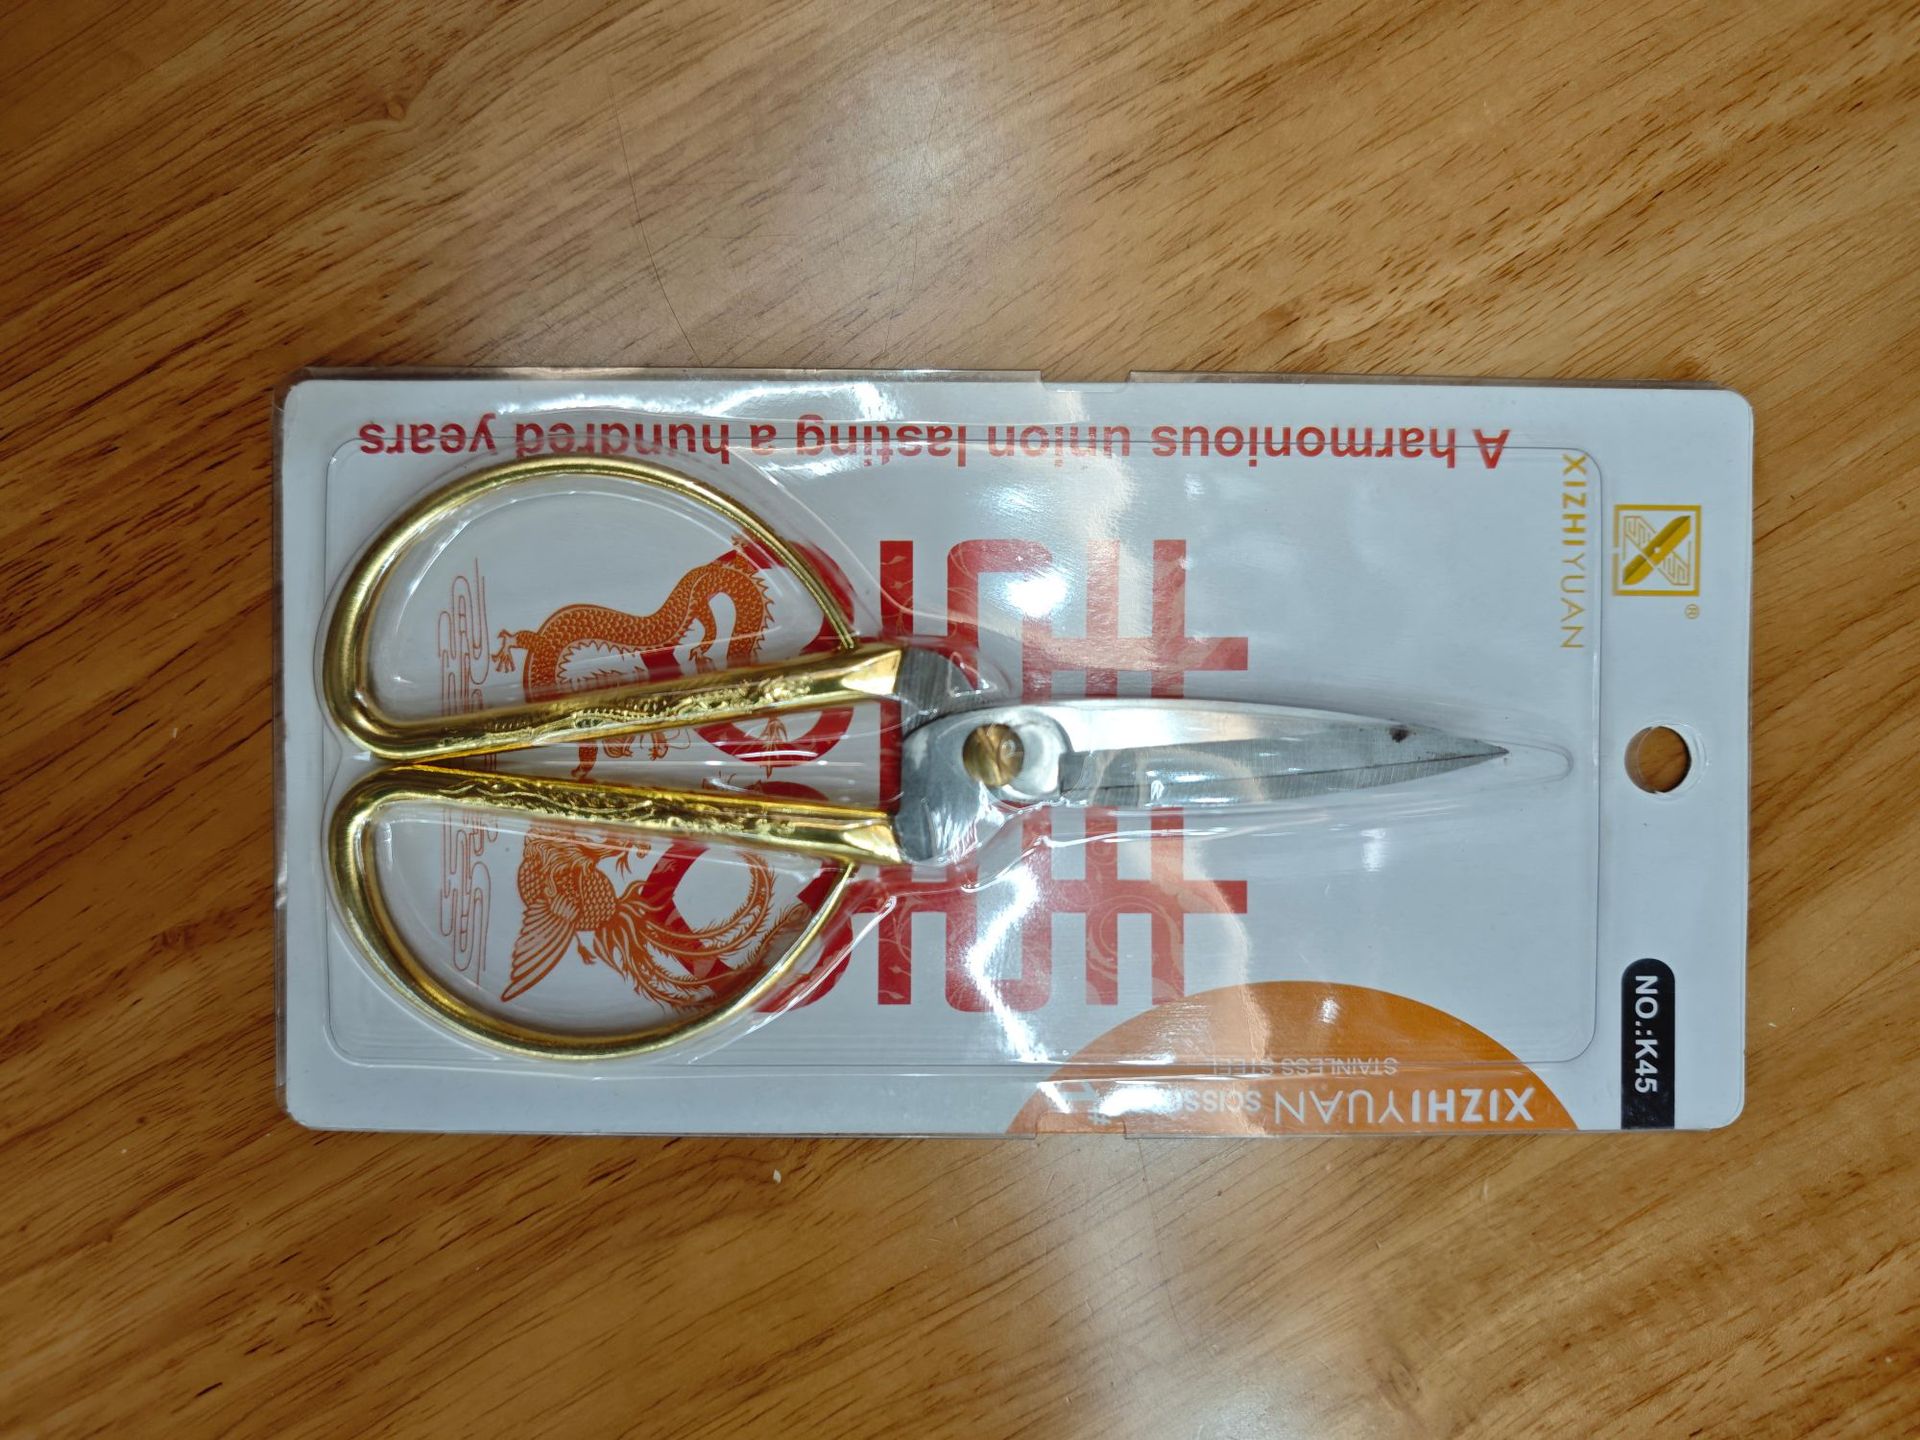 ®
XIZHIYUAN
NO.:K45
XIZHIYUAN
STAINLESS STEEL
A harmonious union lasting a hundred years
囍